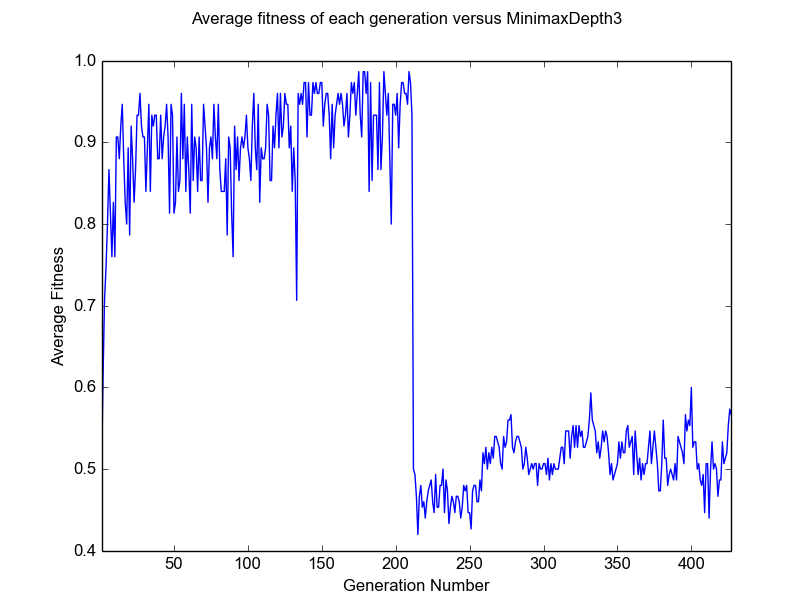 Average fitness of each generation versus MinimaxDepth3
1.0
0.9
0.8
0.7
0.6
0.5
0.4
Average Fitness
50 100 150 200 250 300 350 400
Generation Number